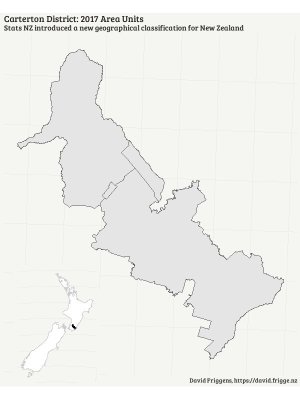 Carterton District: 2017 Area Units
Stats NZ introduced a new geographical classification for New Zealand
David Friggens, https://david.frigge.nz